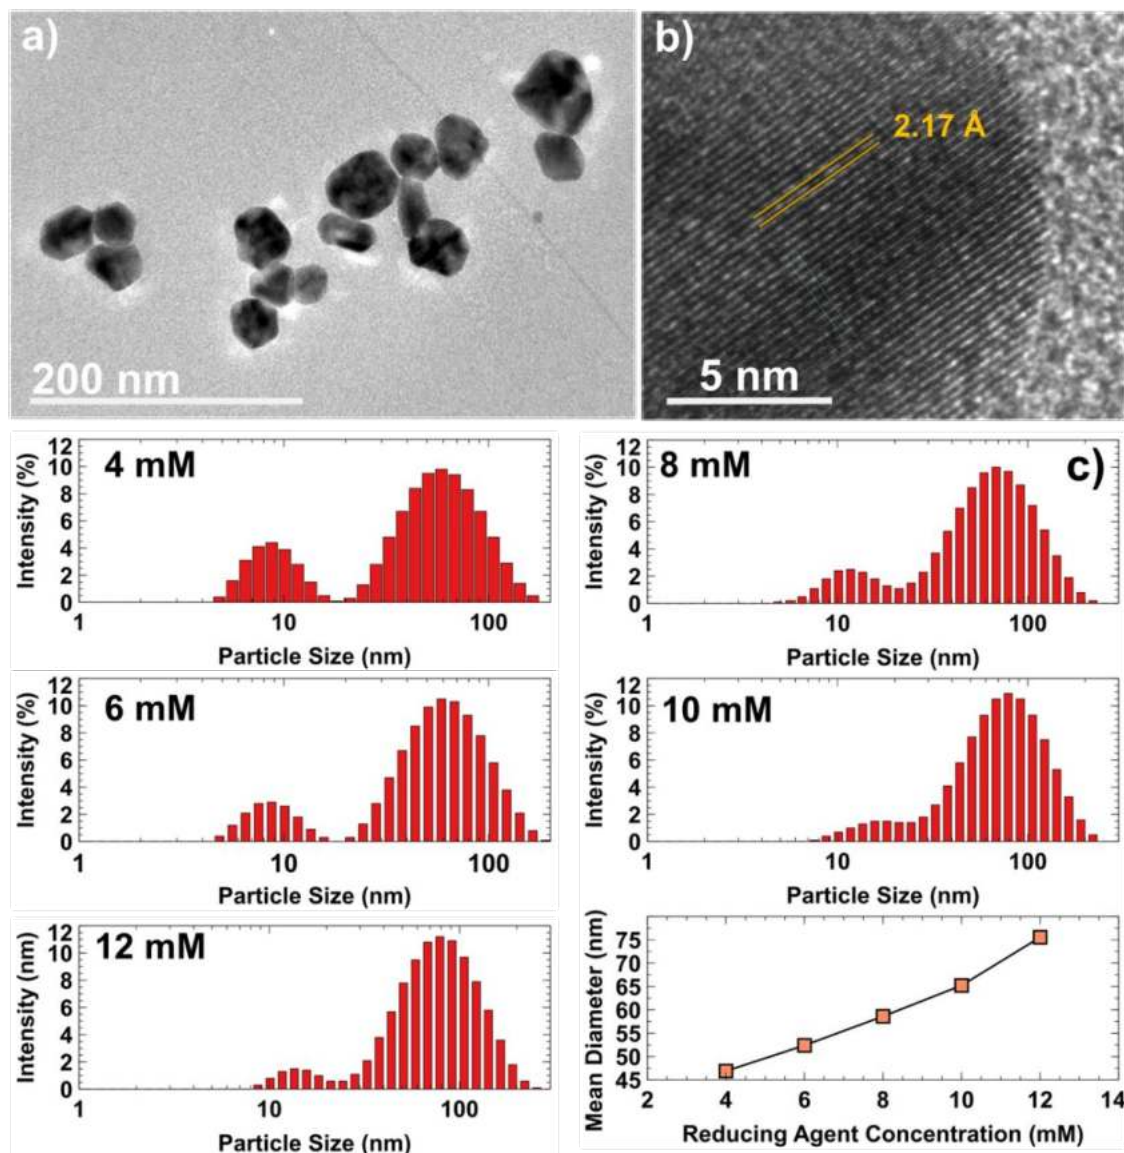 a)
200 nm
b)
2.17 Å
5 nm
4 mM
Intensity (%)
12
10
8
6
4
2
0
1
10
100
Particle Size (nm)
8 mM
c)
Intensity (%)
12
10
8
6
4
2
0
1
10
100
Particle Size (nm)
6 mM
Intensity (%)
12
10
8
6
4
2
0
1
10
100
Particle Size (nm)
10 mM
Intensity (%)
12
10
8
6
4
2
0
1
10
100
Particle Size (nm)
12 mM
Intensity (nm)
12
10
8
6
4
2
0
1
10
100
Particle Size (nm)
Mean Diameter (nm)
75
70
65
60
55
50
45
2
4
6
8
10
12
14
Reducing Agent Concentration (mM)